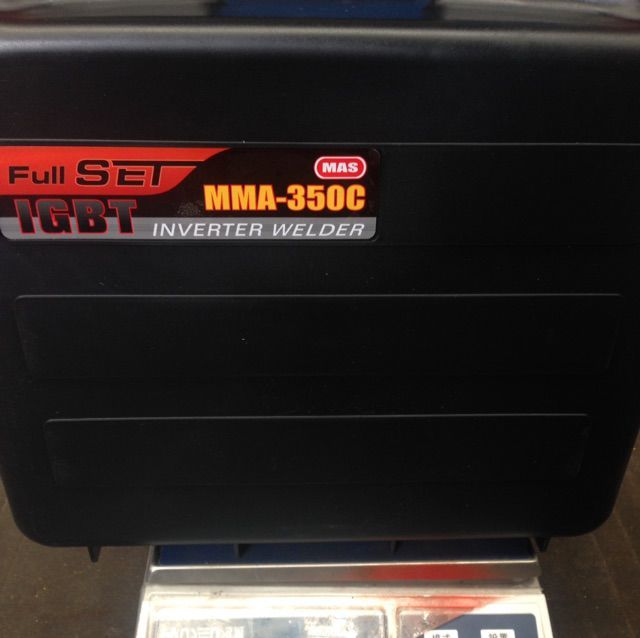 Full SET
MAS
MMA-350C
IGBT
INVERTER WELDER